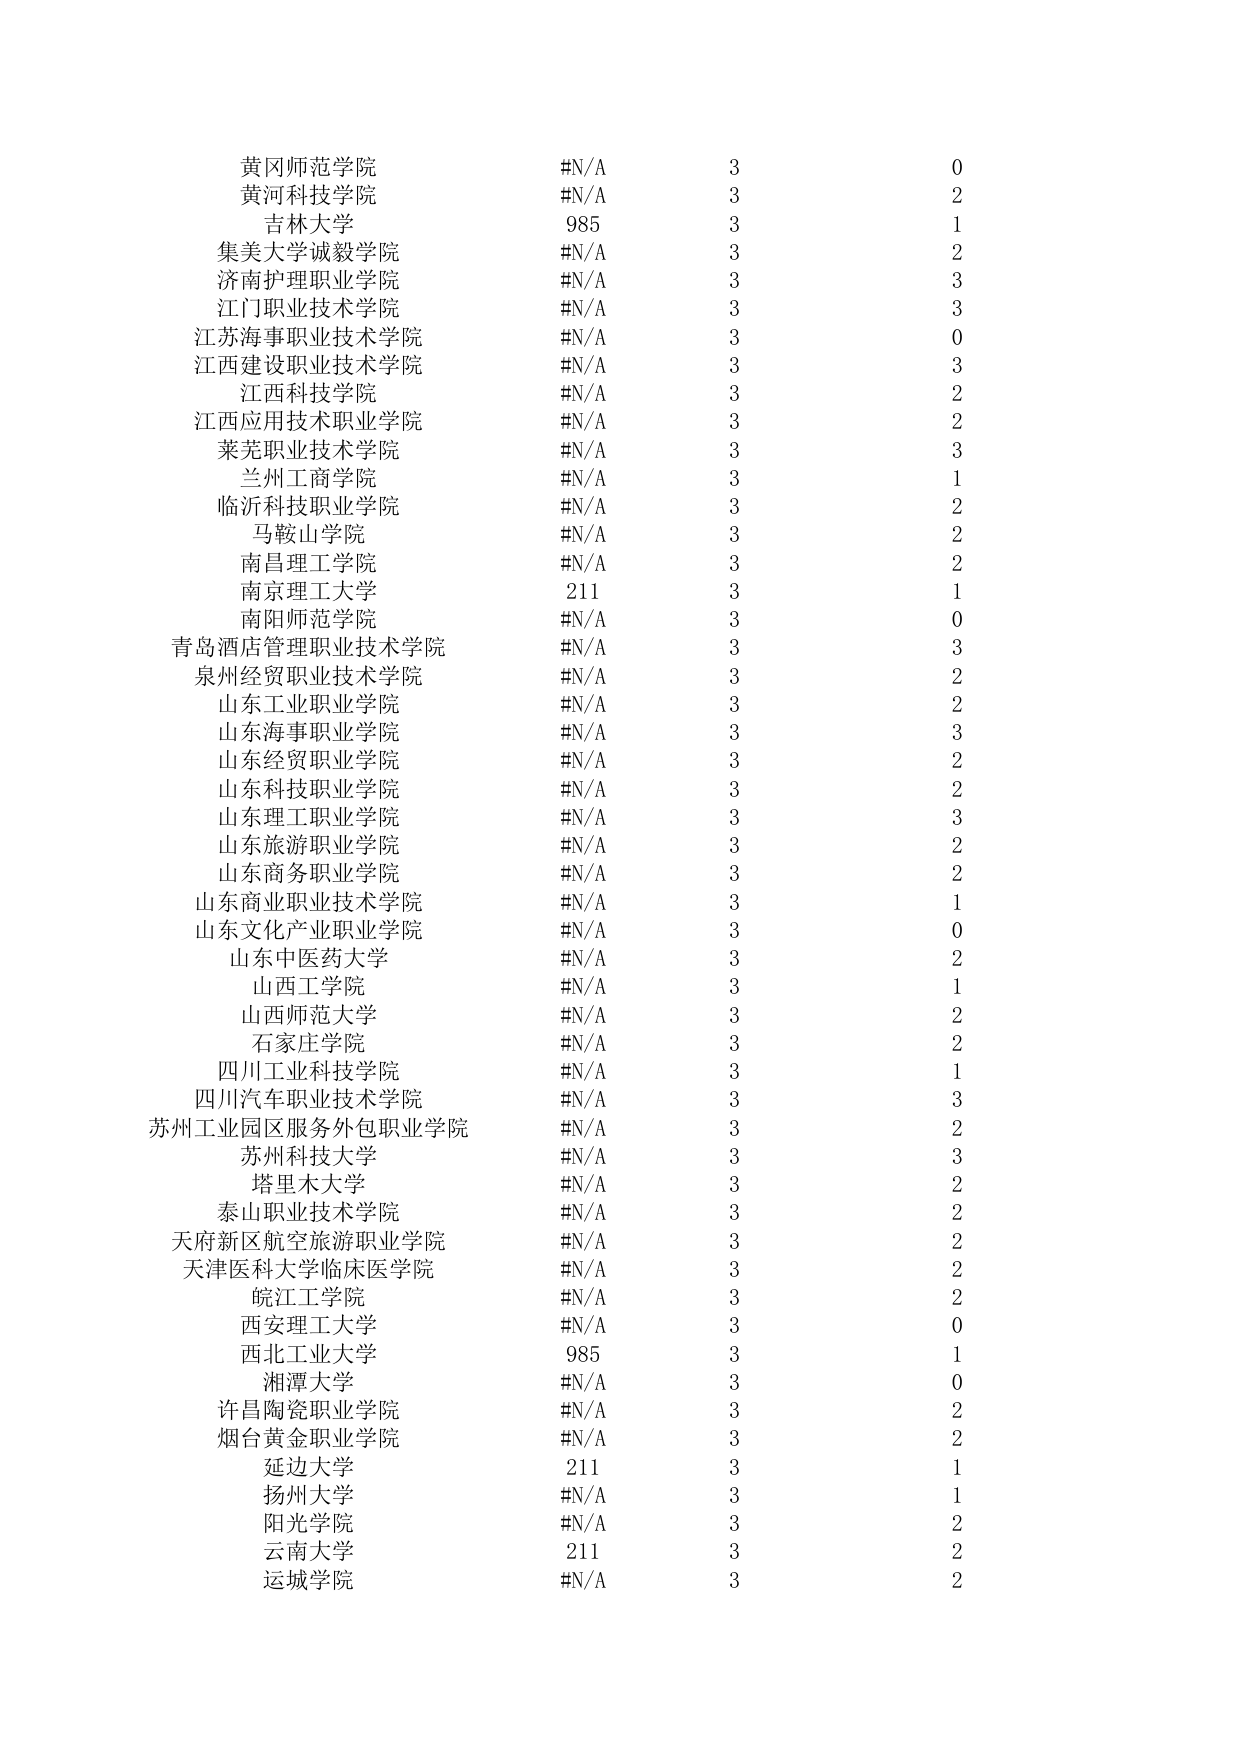 黄冈师范学院 #N/A 3 0
黄河科技学院 #N/A 3 2
吉林大学 985 3 1
集美大学诚毅学院 #N/A 3 2
济南护理职业学院 #N/A 3 3
江门职业技术学院 #N/A 3 3
江苏海事职业技术学院 #N/A 3 0
江西建设职业技术学院 #N/A 3 3
江西科技学院 #N/A 3 2
江西应用技术职业学院 #N/A 3 2
莱芜职业技术学院 #N/A 3 3
兰州工商学院 #N/A 3 1
临沂科技职业学院 #N/A 3 2
马鞍山学院 #N/A 3 2
南昌理工学院 #N/A 3 2
南京理工大学 211 3 1
南阳师范学院 #N/A 3 0
青岛酒店管理职业技术学院 #N/A 3 3
泉州经贸职业技术学院 #N/A 3 2
山东工业职业学院 #N/A 3 2
山东海事职业学院 #N/A 3 3
山东经贸职业学院 #N/A 3 2
山东科技职业学院 #N/A 3 2
山东理工职业学院 #N/A 3 3
山东旅游职业学院 #N/A 3 2
山东商务职业学院 #N/A 3 2
山东商业职业技术学院 #N/A 3 1
山东文化产业职业学院 #N/A 3 0
山东中医药大学 #N/A 3 2
山西工学院 #N/A 3 1
山西师范大学 #N/A 3 2
石家庄学院 #N/A 3 2
四川工业科技学院 #N/A 3 1
四川汽车职业技术学院 #N/A 3 3
苏州工业园区服务外包职业学院 #N/A 3 2
苏州科技大学 #N/A 3 3
塔里木大学 #N/A 3 2
泰山职业技术学院 #N/A 3 2
天府新区航空旅游职业学院 #N/A 3 2
天津医科大学临床医学院 #N/A 3 2
皖江工学院 #N/A 3 2
西安理工大学 #N/A 3 0
西北工业大学 985 3 1
湘潭大学 #N/A 3 0
许昌陶瓷职业学院 #N/A 3 2
烟台黄金职业学院 #N/A 3 2
延边大学 211 3 1
扬州大学 #N/A 3 1
阳光学院 #N/A 3 2
云南大学 211 3 2
运城学院 #N/A 3 2